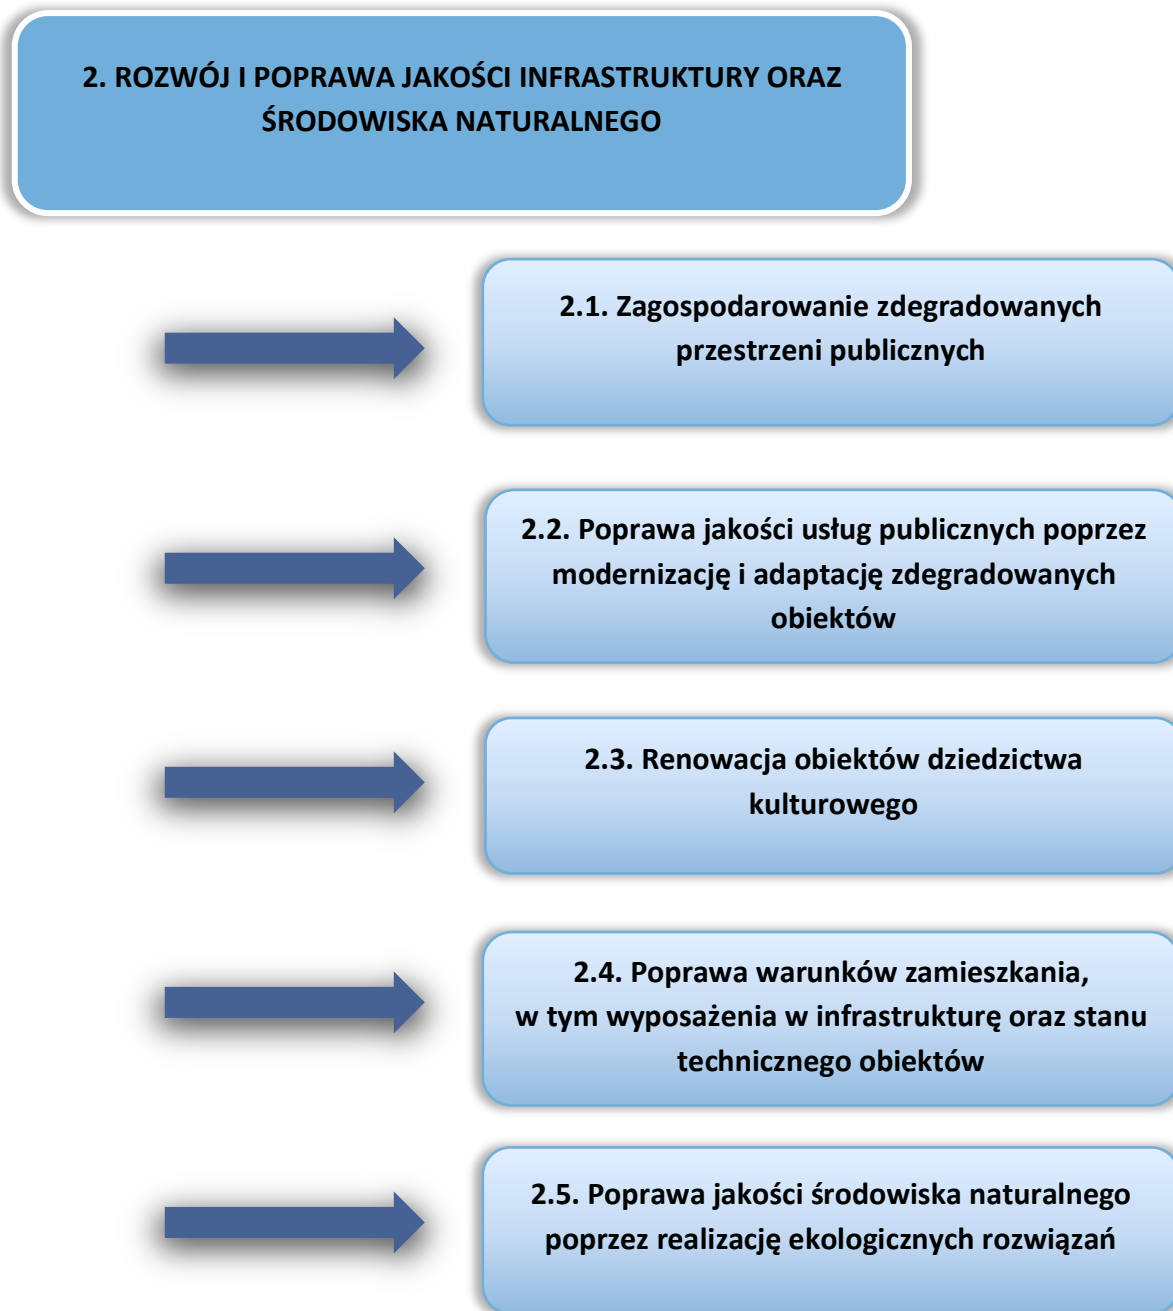 2. ROZWÓJ I POPRAWA JAKOŚCI INFRASTRUKTURY ORAZ
ŚRODOWISKA NATURALNEGO
2.1. Zagospodarowanie zdegradowanych
przestrzeni publicznych
2.2. Poprawa jakości usług publicznych poprzez
modernizację i adaptację zdegradowanych
obiektów
2.3. Renowacja obiektów dziedzictwa
kulturowego
2.4. Poprawa warunków zamieszkania,
w tym wyposażenia w infrastrukturę oraz stanu
technicznego obiektów
2.5. Poprawa jakości środowiska naturalnego
poprzez realizację ekologicznych rozwiązań